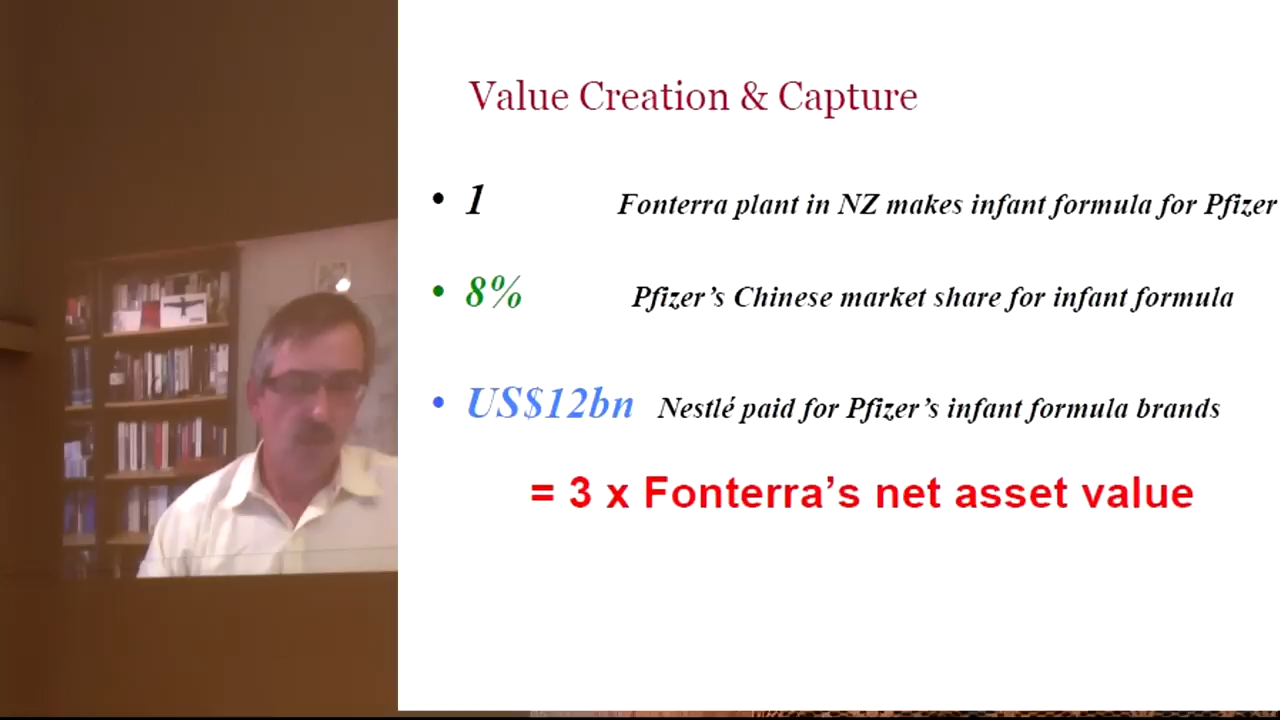 Value Creation & Capture
• 1 Fonterra plant in NZ makes infant formula for Pfizer
• 8% Pfizer’s Chinese market share for infant formula
• US$12bn Nestlé paid for Pfizer’s infant formula brands
= 3 x Fonterra’s net asset value